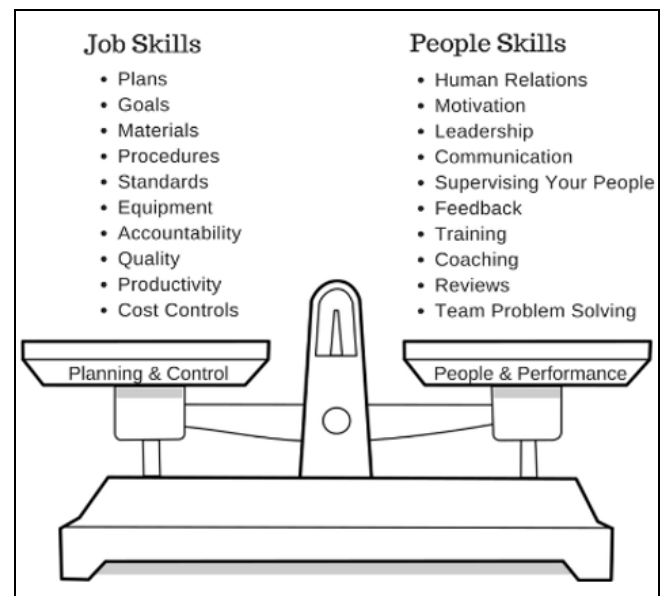 Job Skills
• Plans
• Goals
• Materials
• Procedures
• Standards
• Equipment
• Accountability
• Quality
• Productivity
• Cost Controls
Planning & Control
People Skills
• Human Relations
• Motivation
• Leadership
• Communication
• Supervising Your People
• Feedback
• Training
• Coaching
• Reviews
• Team Problem Solving
People & Performance